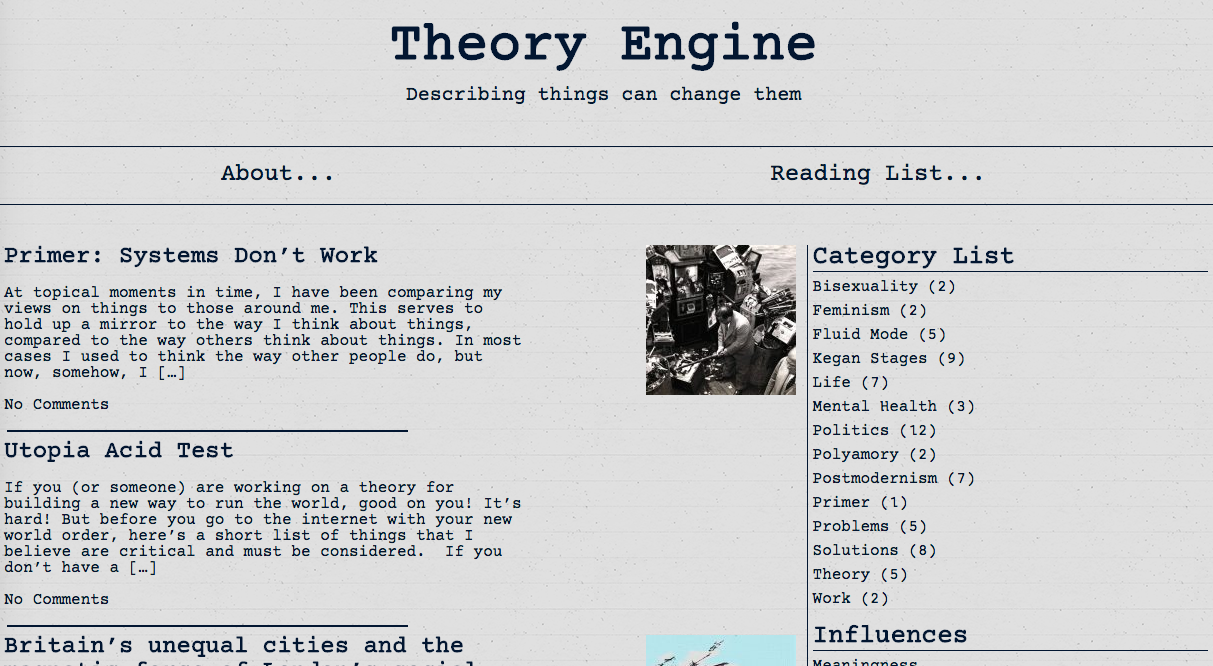 Theory Engine
Describing things can change them
About...
Reading List...
Primer: Systems Don’t Work
At topical moments in time, I have been comparing my
views on things to those around me. This serves to
hold up a mirror to the way I think about things,
compared to the way others think about things. In most
cases I used to think the way other people do, but
now, somehow, I […]
No Comments
Utopia Acid Test
If you (or someone) are working on a theory for
building a new way to run the world, good on you! It’s
hard! But before you go to the internet with your new
world order, here’s a short list of things that I
believe are critical and must be considered.  If you
don’t have a […]
No Comments
Britain’s unequal cities and the
Category List
Bisexuality (2)
Feminism (2)
Fluid Mode (5)
Kegan Stages (9)
Life (7)
Mental Health (3)
Politics (12)
Polyamory (2)
Postmodernism (7)
Primer (1)
Problems (5)
Solutions (8)
Theory (5)
Work (2)
Influences
Meaningness